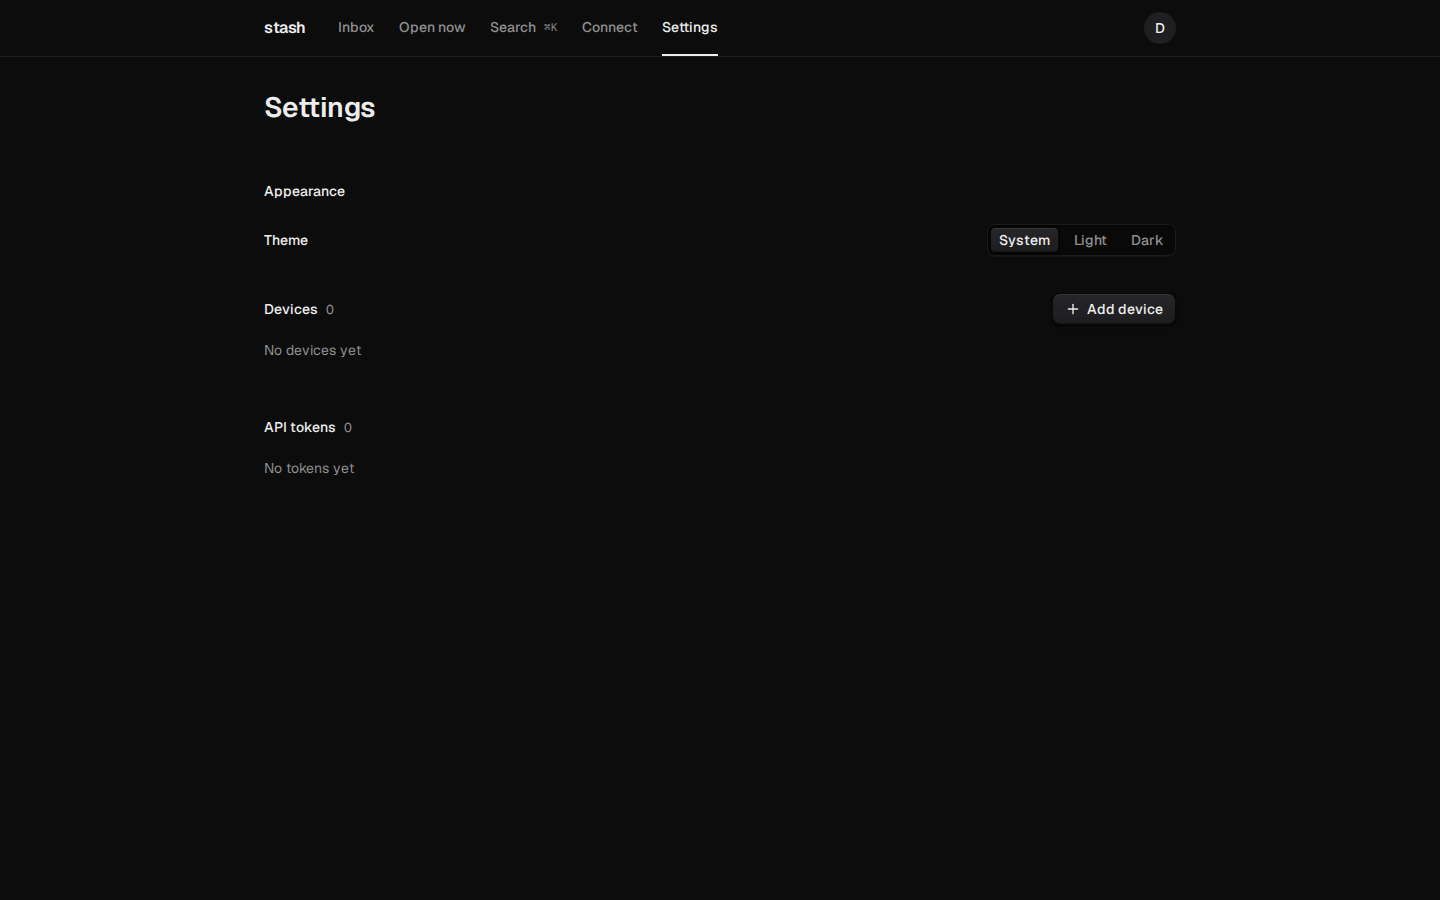 stash Inbox Open now Search ⌘K Connect Settings D
Settings
Appearance
Theme System Light Dark
Devices 0 + Add device
No devices yet
API tokens 0
No tokens yet